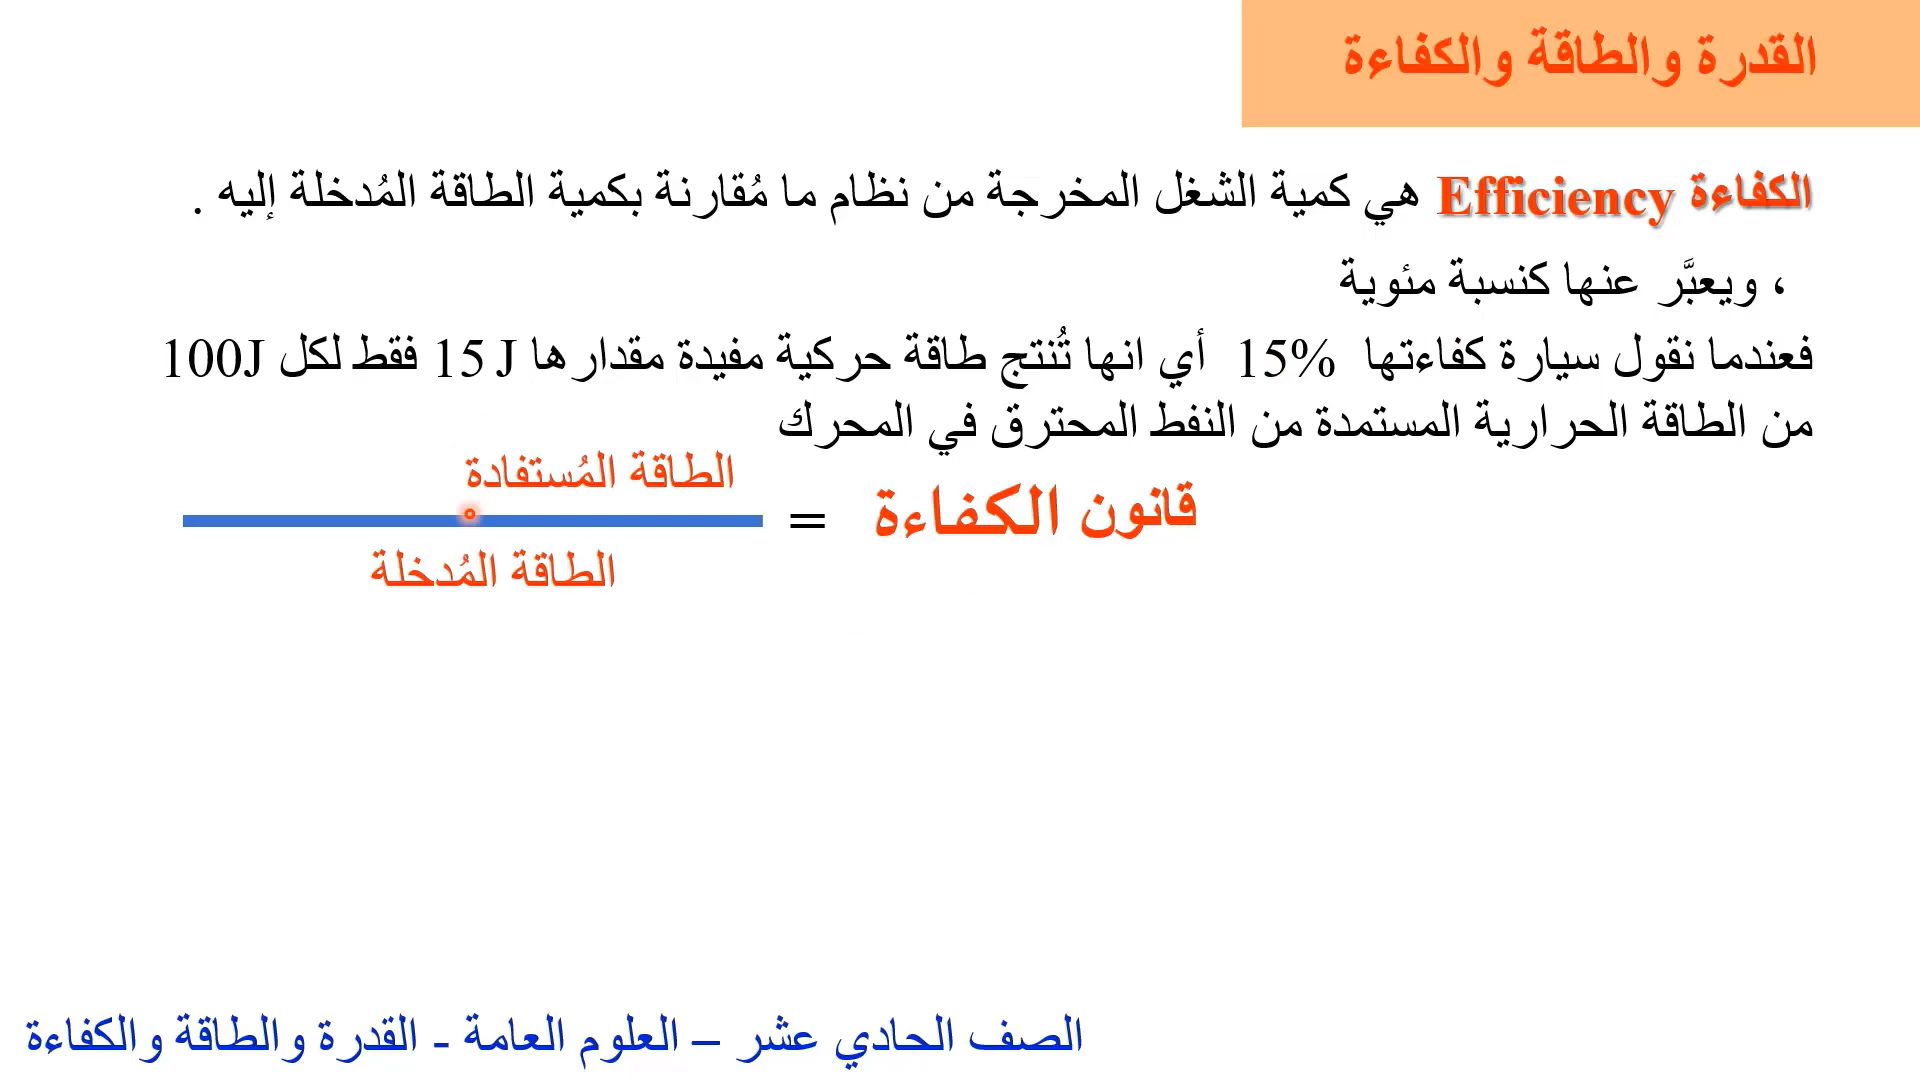 القدرة والطاقة والكفاءة
الكفاءة Efficiency هي كمية الشغل المخرجة من نظام ما مُقارنة بكمية الطاقة المُدخلة إليه .
، ويعبَّر عنها كنسبة مئوية
فعندما نقول سيارة كفاءتها 15% أي انها تُنتج طاقة حركية مفيدة مقدارها 15 J فقط لكل 100J
من الطاقة الحرارية المستمدة من النفط المحترق في المحرك
قانون الكفاءة =
الطاقة المُستفادة
الطاقة المُدخلة
الصف الحادي عشر – العلوم العامة - القدرة والطاقة والكفاءة